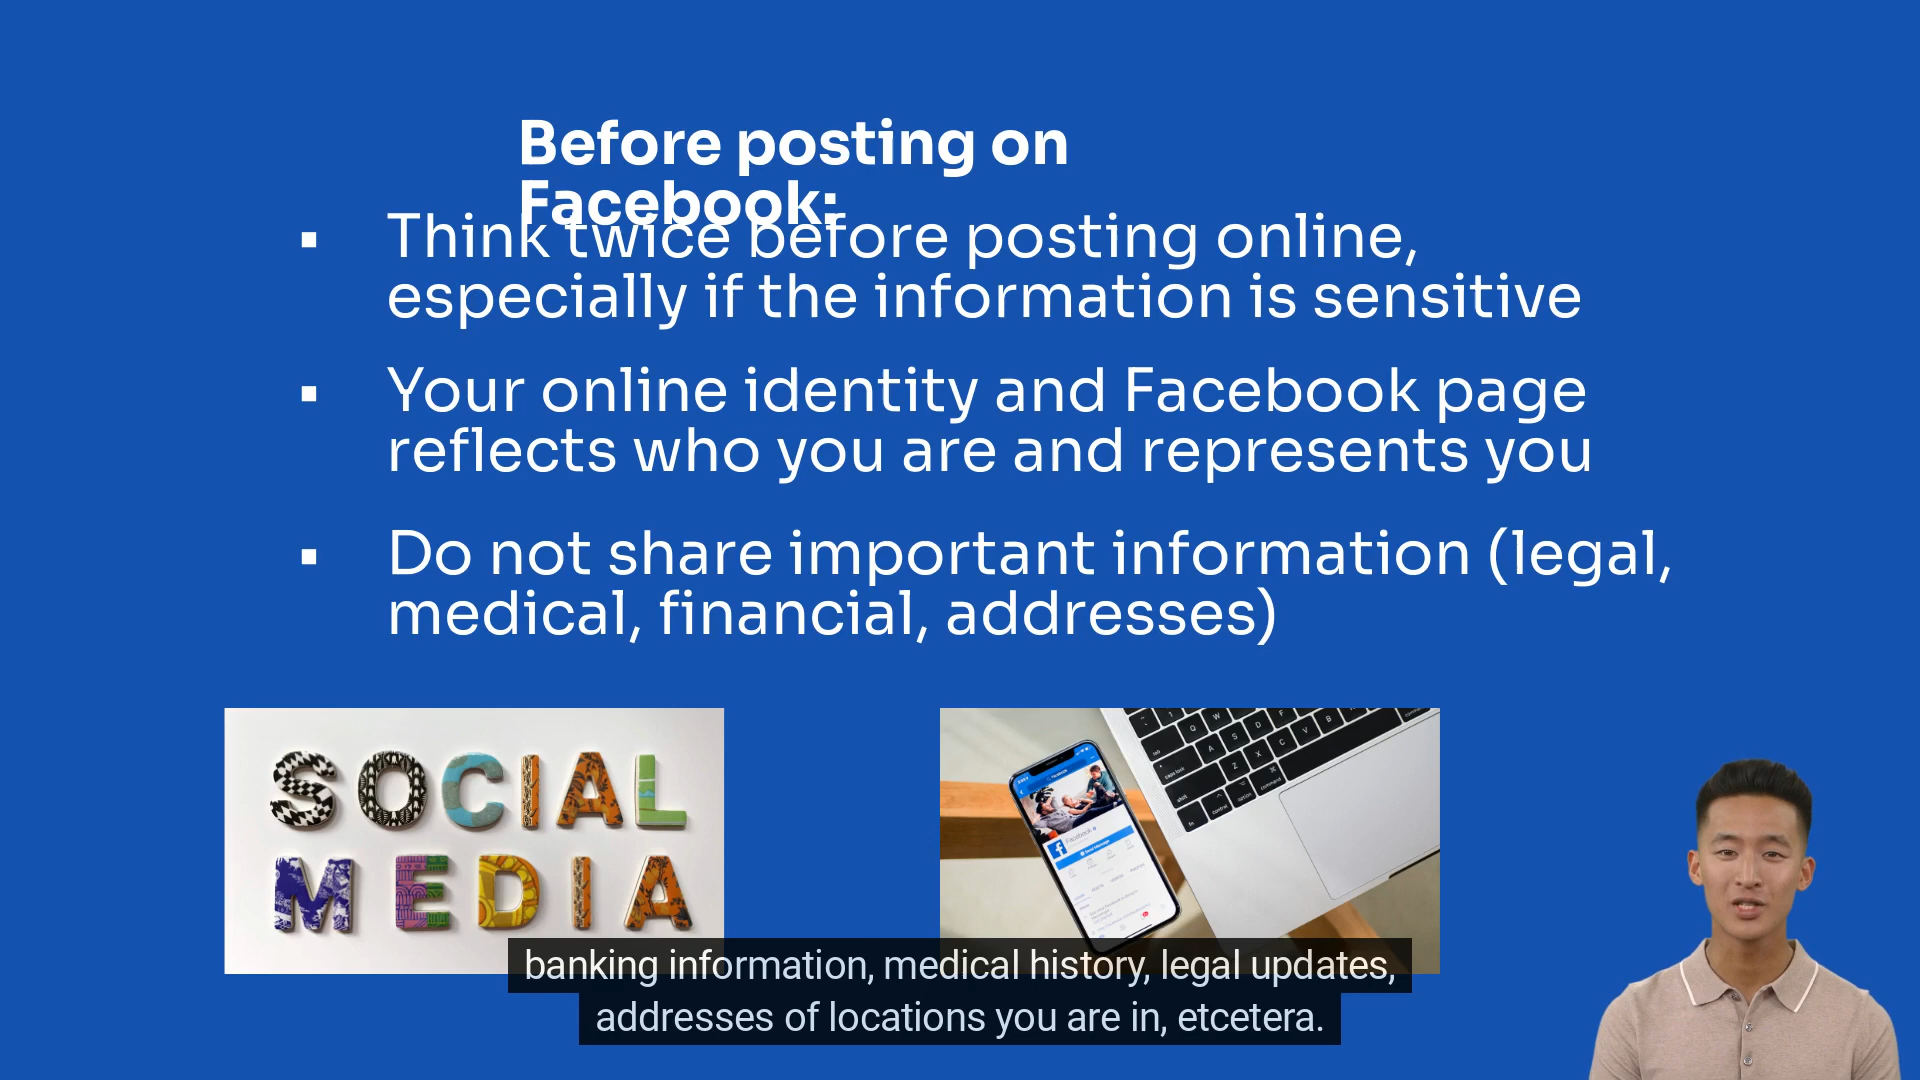 Before posting on
Facebook:
▪ Think twice before posting online,
especially if the information is sensitive
▪ Your online identity and Facebook page
reflects who you are and represents you
▪ Do not share important information (legal,
medical, financial, addresses)
SOCIAL
MEDIA
Facebook
banking information, medical history, legal updates,
addresses of locations you are in, etcetera.